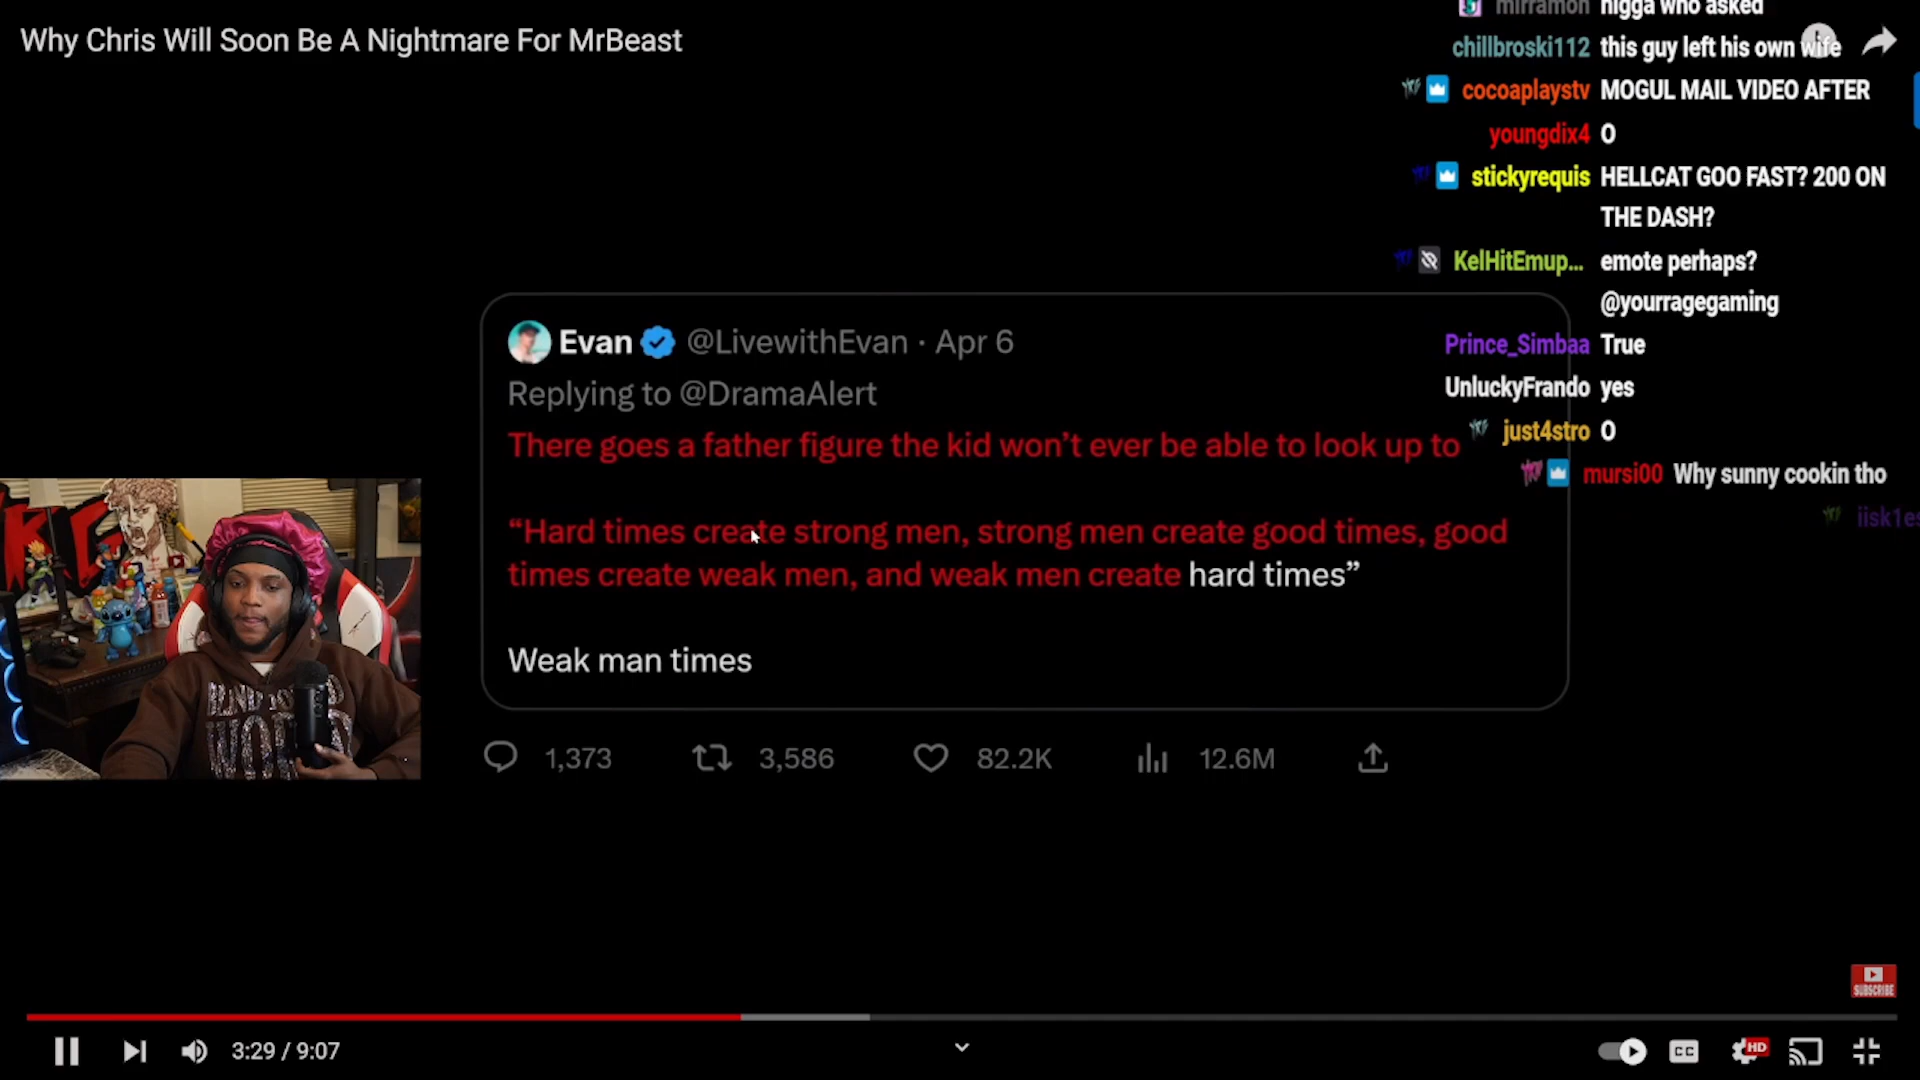 Why Chris Will Soon Be A Nightmare For MrBeast
mirramon nigga who asked
chillbroski112 this guy left his own wife
cocoaplaystv MOGUL MAIL VIDEO AFTER
youngdix4 O
stickyrequis HELLCAT GOO FAST? 200 ON
THE DASH?
KelHitEmup... emote perhaps?
@yourragegaming
Prince_Simbaa True
UnluckyFrando yes
just4stro O
mursi00 Why sunny cookin tho
Evan @LivewithEvan · Apr 6
Replying to @DramaAlert
There goes a father figure the kid won’t ever be able to look up to
“Hard times create strong men, strong men create good times, good
times create weak men, and weak men create hard times”
Weak man times
1,373 3,586 82.2K 12.6M
SUBSCRIBE
3:29 / 9:07
CC HD